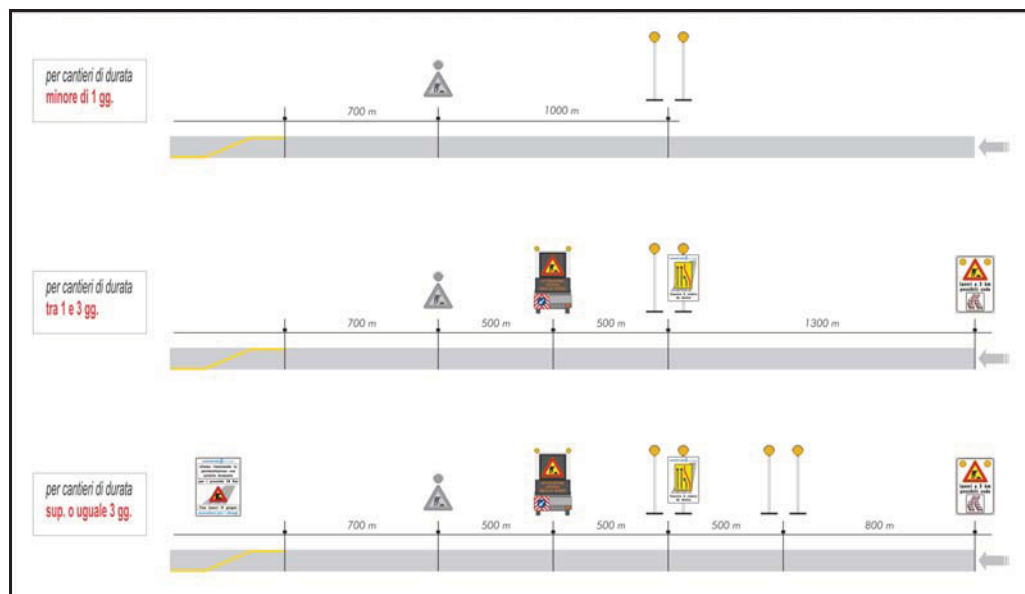 per cantieri di durata
minore di 1 gg.
700 m
1000 m
per cantieri di durata
tra 1 e 3 gg.
lavori a 3 km
possibili code
700 m
500 m
500 m
1300 m
per cantieri di durata
sup. o uguale 3 gg.
lavori a 3 km
possibili code
700 m
500 m
500 m
500 m
800 m